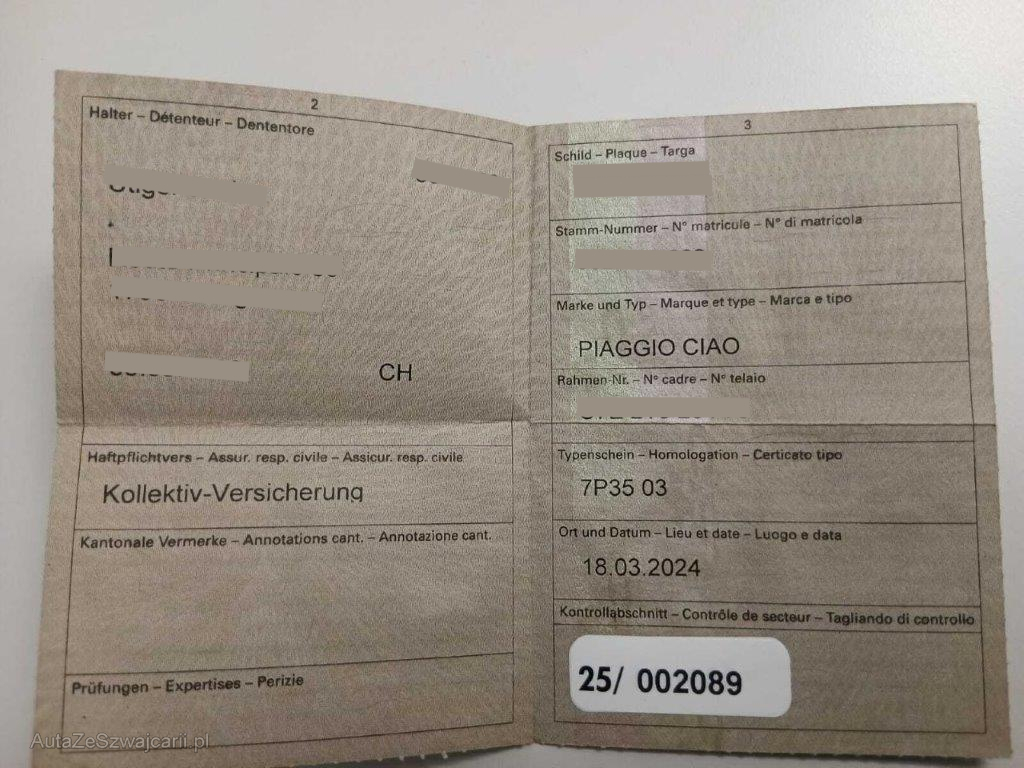 2
Halter – Détenteur – Dententore
CH
Haftpflichtvers – Assur. resp. civile – Assicur. resp. civile
Kollektiv-Versicherung
Kantonale Vermerke – Annotations cant. – Annotazione cant.
Prüfungen – Expertises – Perizie
3
Schild – Plaque – Targa
Stamm-Nummer – N° matricule – N° di matricola
Marke und Typ – Marque et type – Marca e tipo
PIAGGIO CIAO
Rahmen-Nr. – N° cadre – N° telaio
Typenschein – Homologation – Certicato tipo
7P35 03
Ort und Datum – Lieu et date – Luogo e data
18.03.2024
Kontrollabschnitt – Contrôle de secteur – Tagliando di controllo
25/ 002089
AutaZeSzwajcarii.pl